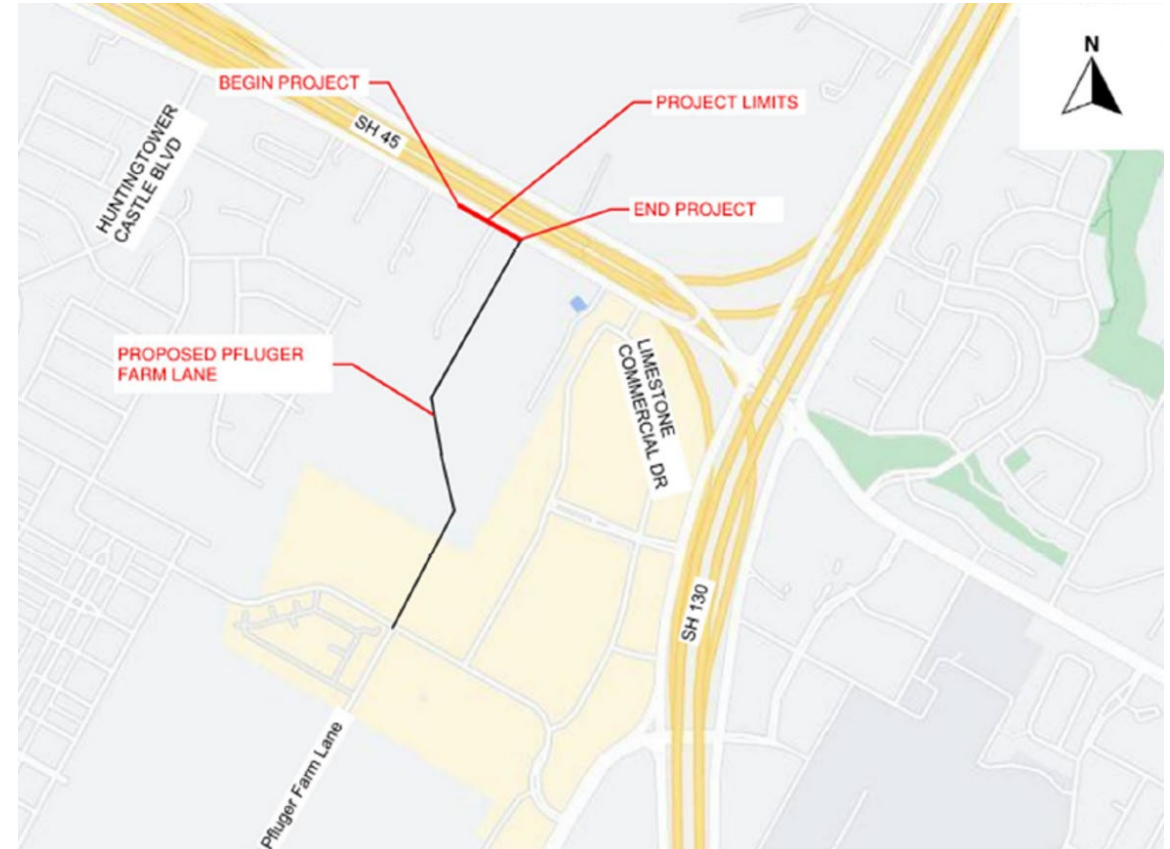 N
BEGIN PROJECT
PROJECT LIMITS
SH 45
HUNTINGTOWER
CASTLE BLVD
END PROJECT
PROPOSED PFLUGER
FARM LANE
LIMESTONE
COMMERCIAL DR
SH 130
Pfluger Farm Lane